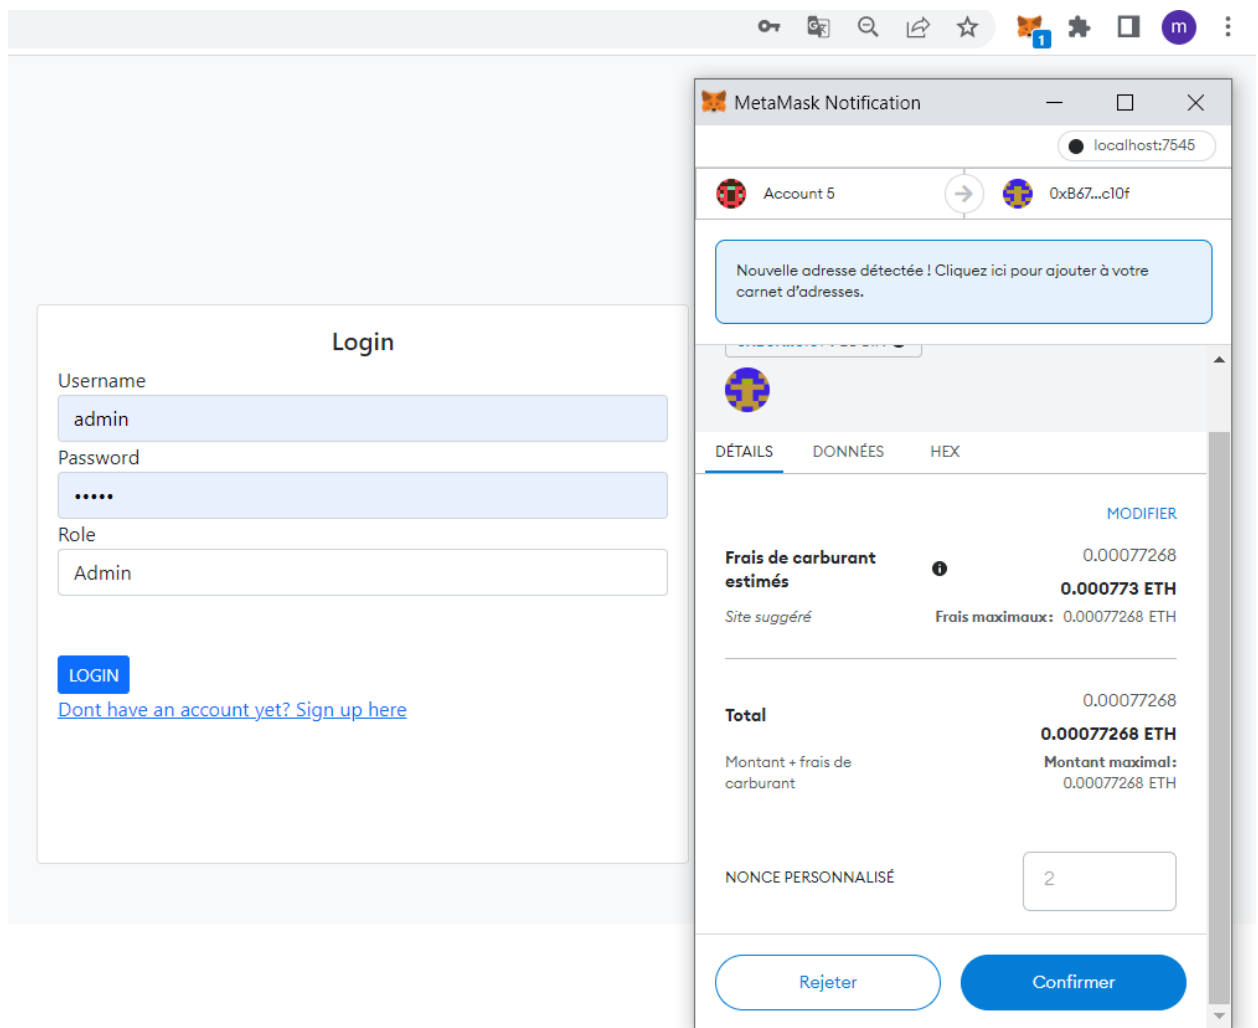 1
m
MetaMask Notification
localhost:7545
Account 5
0xB67...c10f
Nouvelle adresse détectée ! Cliquez ici pour ajouter à votre
carnet d'adresses.
Login
Username
admin
Password
•••••
Role
Admin
LOGIN
Dont have an account yet? Sign up here
DÉTAILS DONNÉES HEX
MODIFIER
Frais de carburant
estimés
0.00077268
0.000773 ETH
Site suggéré
Frais maximaux: 0.00077268 ETH
Total
0.00077268
0.00077268 ETH
Montant + frais de
carburant
Montant maximal:
0.00077268 ETH
NONCE PERSONNALISÉ
2
Rejeter
Confirmer